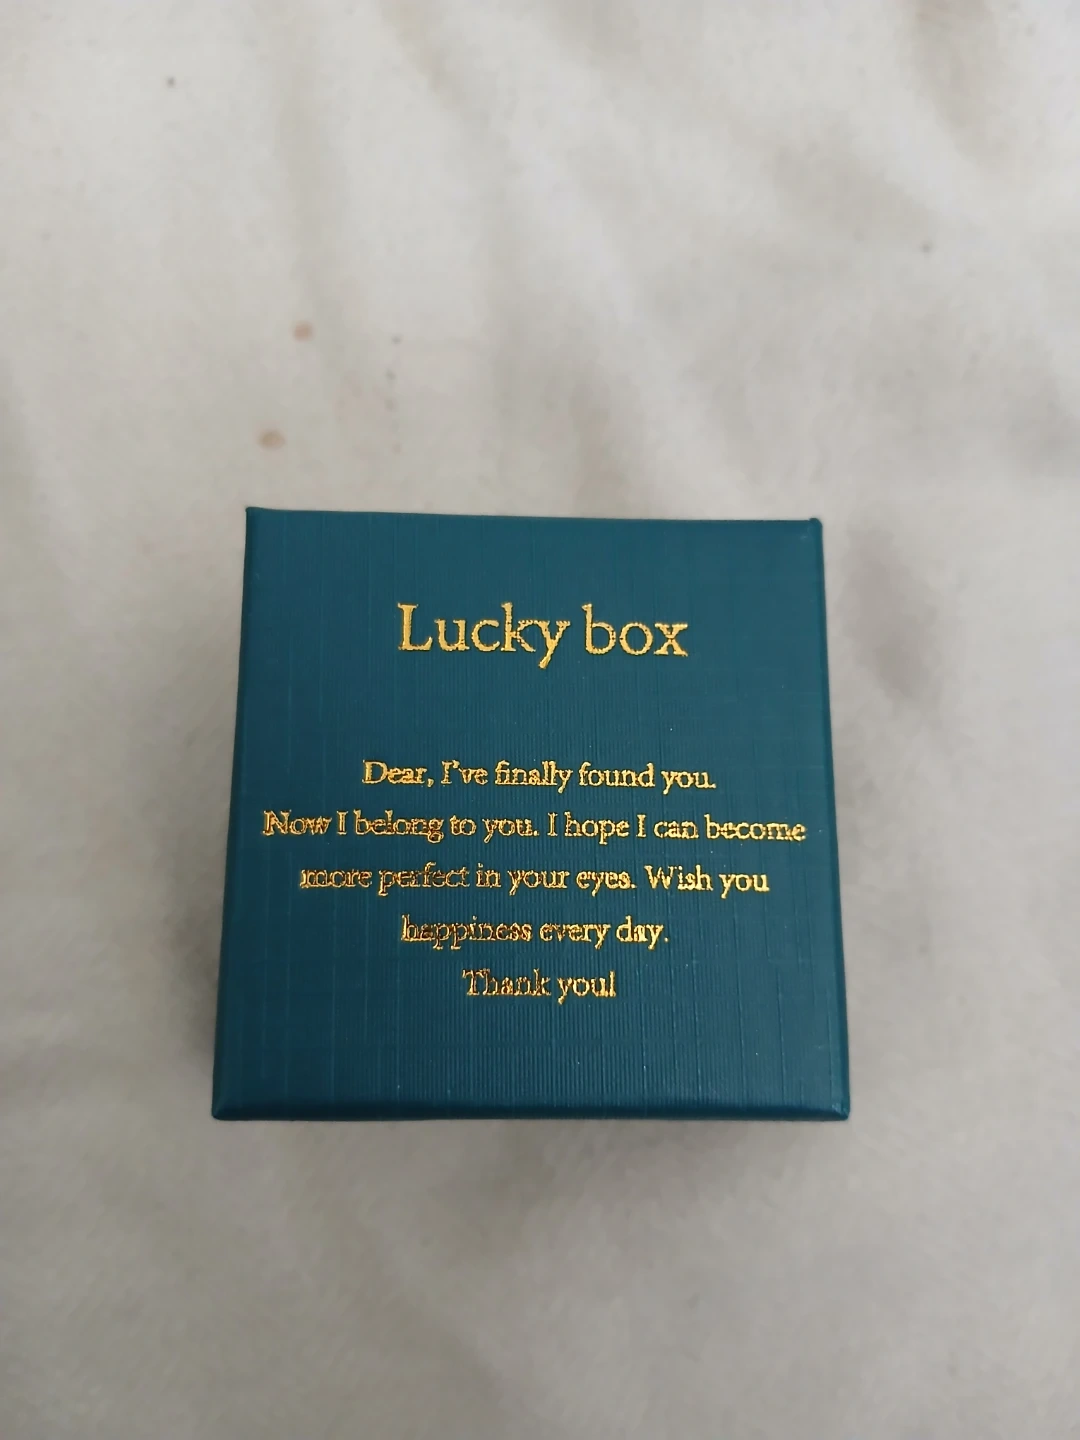 Lucky box
Dear, I've finally found you.
Now I belong to you. I hope I can become
more perfect in your eyes. Wish you
happiness every day.
Thank you!